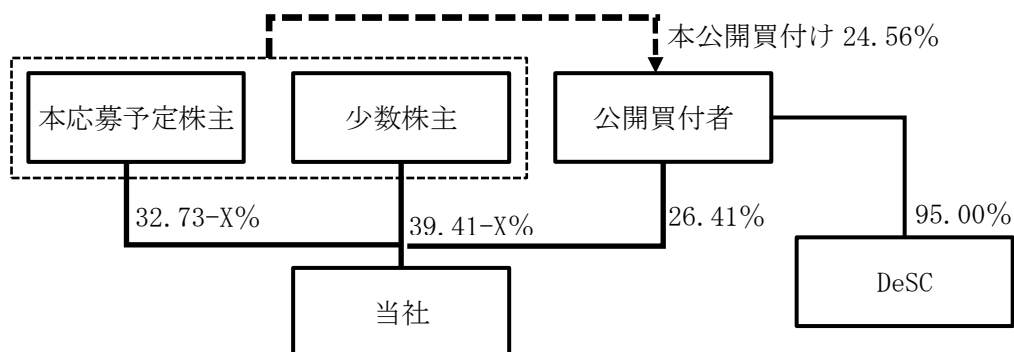 本公開買付け 24.56%
本応募予定株主
少数株主
公開買付者
32.73-X%
39.41-X%
26.41%
95.00%
当社
DeSC